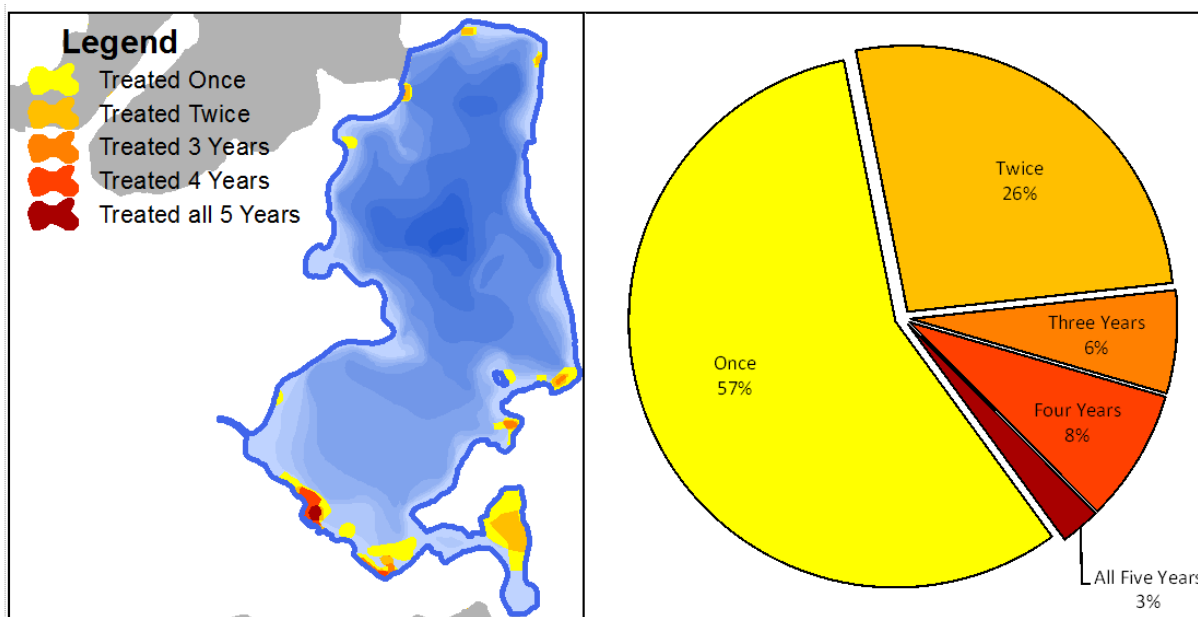 Legend
Treated Once
Treated Twice
Treated 3 Years
Treated 4 Years
Treated all 5 Years
Twice
26%
Three Years
6%
Once
57%
Four Years
8%
All Five Years
3%